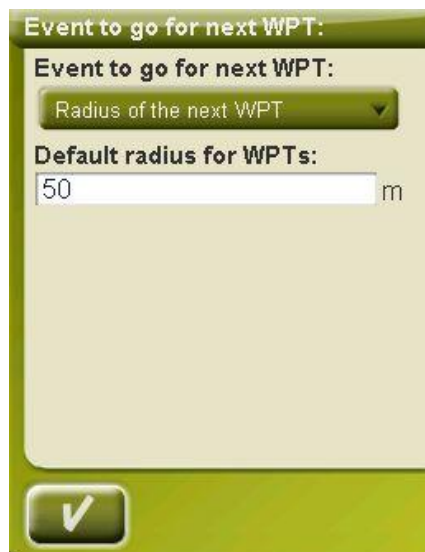 Event to go for next WPT:
Event to go for next WPT:
Radius of the next WPT
Default radius for WPTs:
50 m